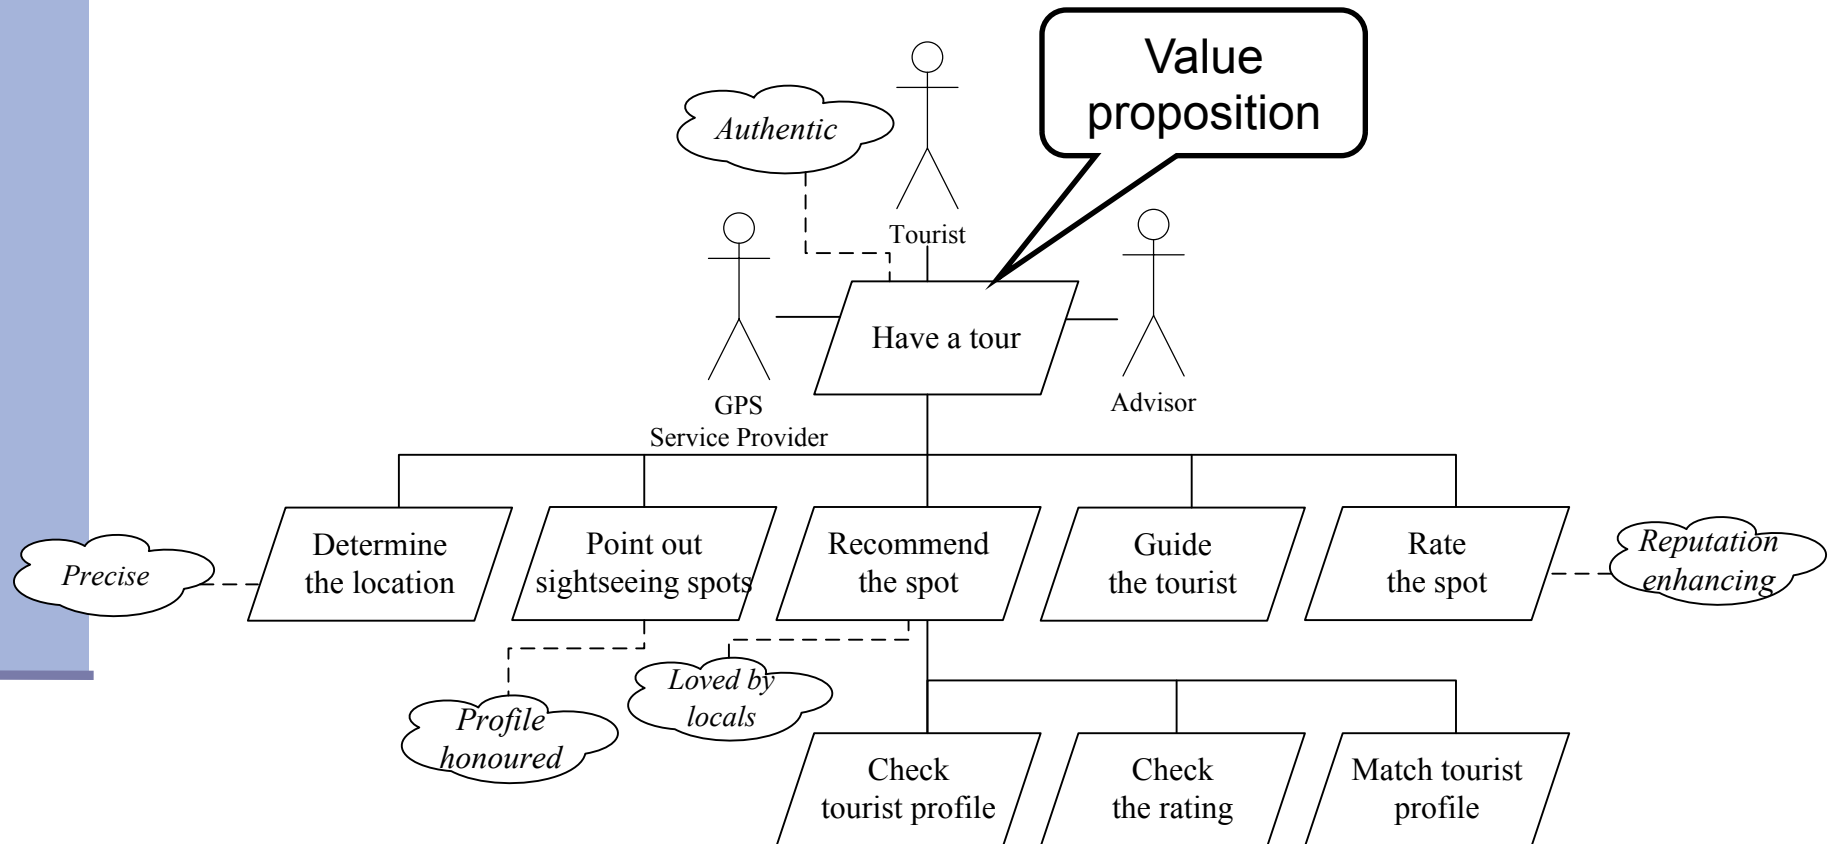 Value
proposition
Authentic
Tourist
Have a tour
GPS
Service Provider
Advisor
Determine
the location
Point out
sightseeing spots
Recommend
the spot
Guide
the tourist
Rate
the spot
Precise
Reputation
enhancing
Profile
honoured
Loved by
locals
Check
tourist profile
Check
the rating
Match tourist
profile